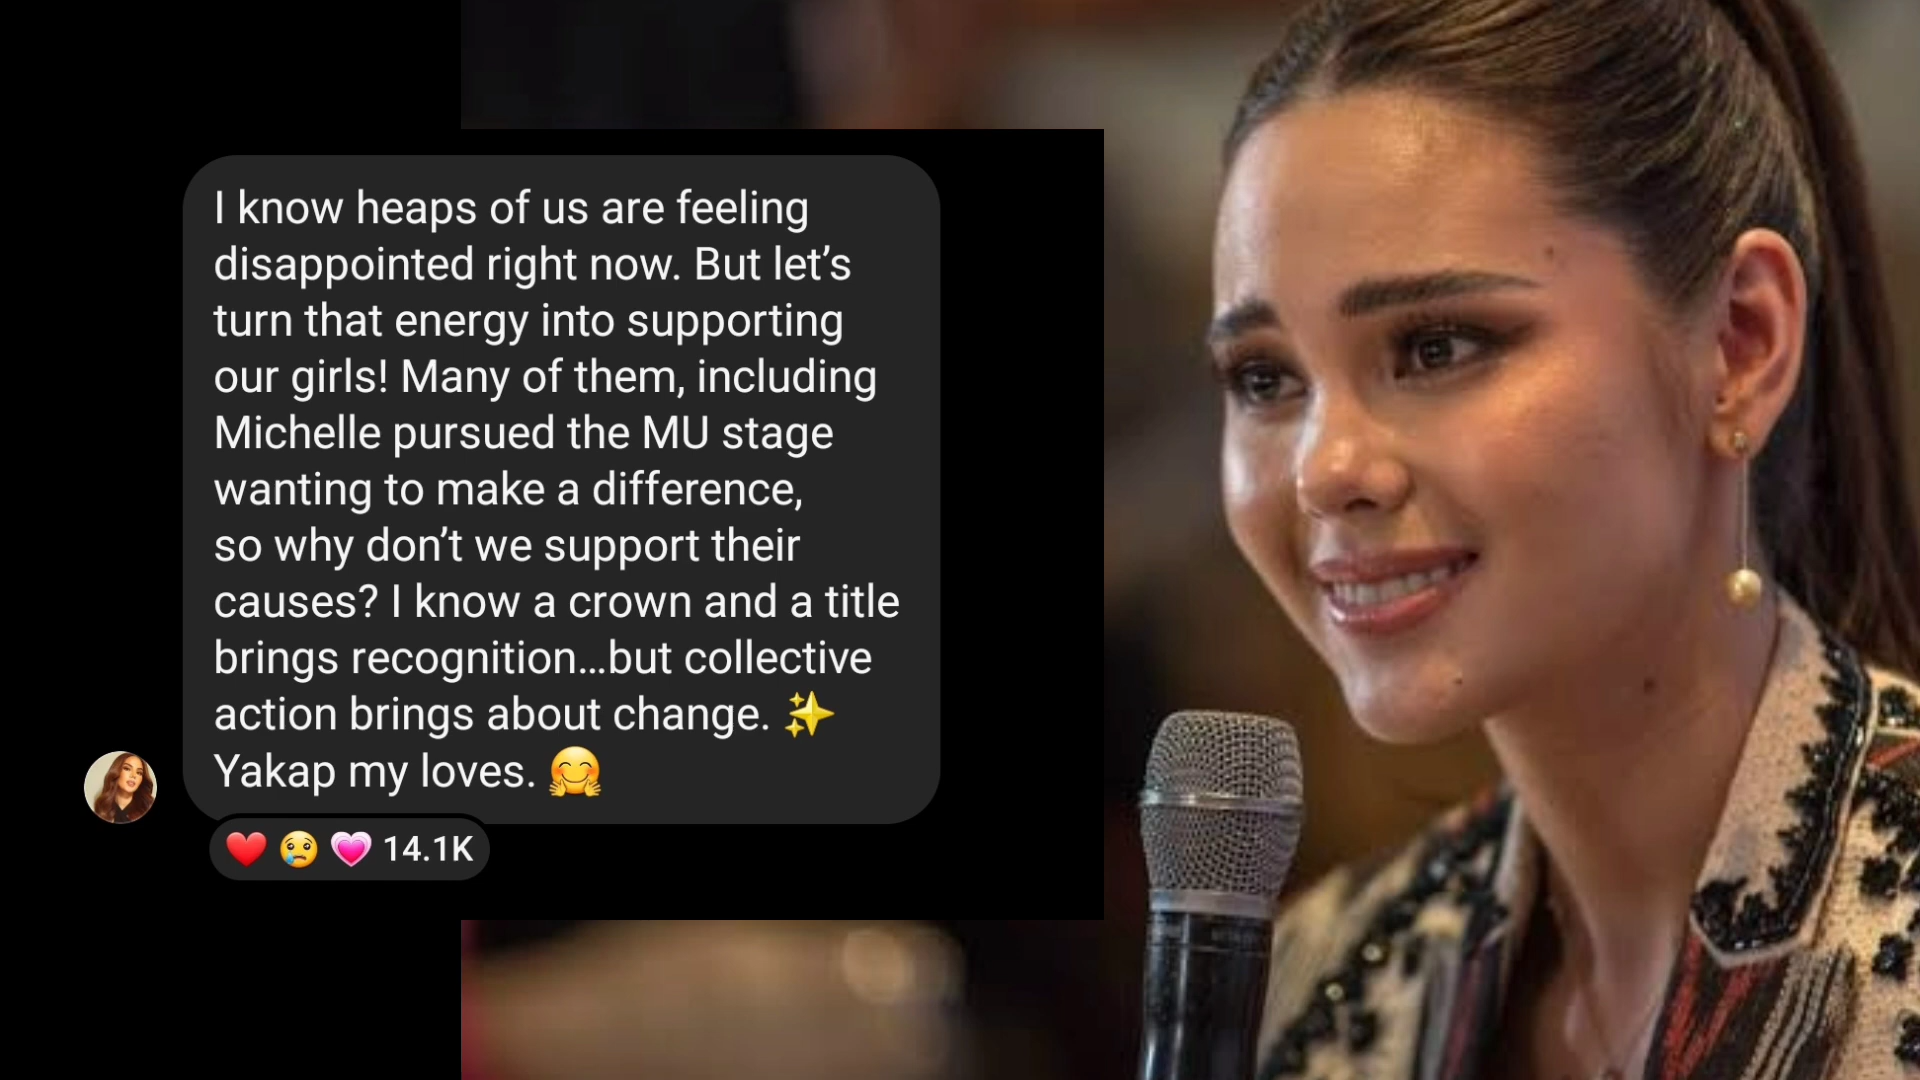 I know heaps of us are feeling
disappointed right now. But let’s
turn that energy into supporting
our girls! Many of them, including
Michelle pursued the MU stage
wanting to make a difference,
so why don’t we support their
causes? I know a crown and a title
brings recognition...but collective
action brings about change. ✨
Yakap my loves. 🤗
❤️ 😢 💗 14.1K